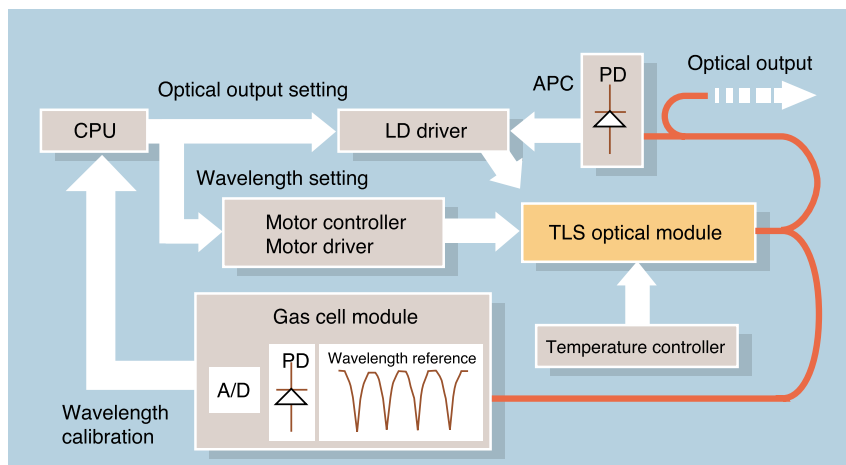 Optical output
PD
APC
Optical output setting
CPU
LD driver
Wavelength setting
Motor controller
Motor driver
TLS optical module
Gas cell module
Temperature controller
PD
Wavelength reference
A/D
Wavelength
calibration